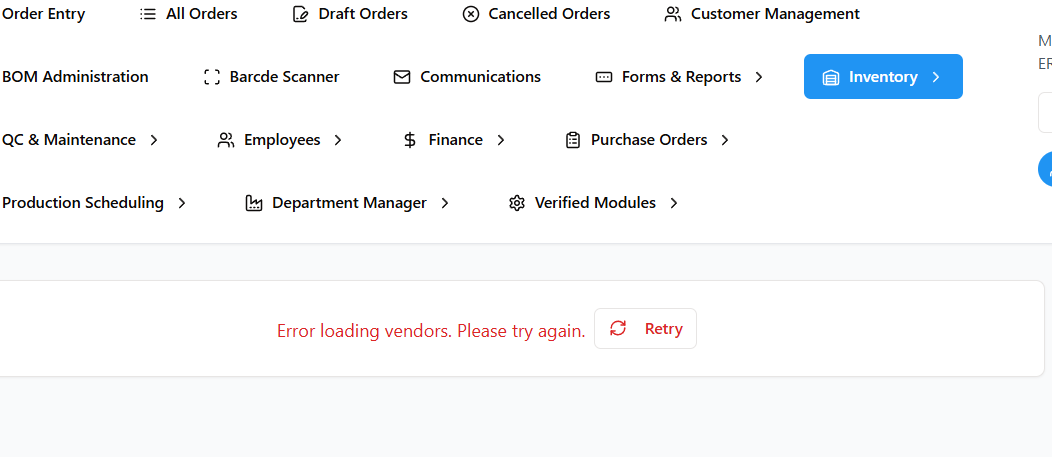 Order Entry All Orders Draft Orders Cancelled Orders Customer Management
BOM Administration Barcde Scanner Communications Forms & Reports Inventory
QC & Maintenance Employees Finance Purchase Orders
Production Scheduling Department Manager Verified Modules
M
ER
Error loading vendors. Please try again. Retry